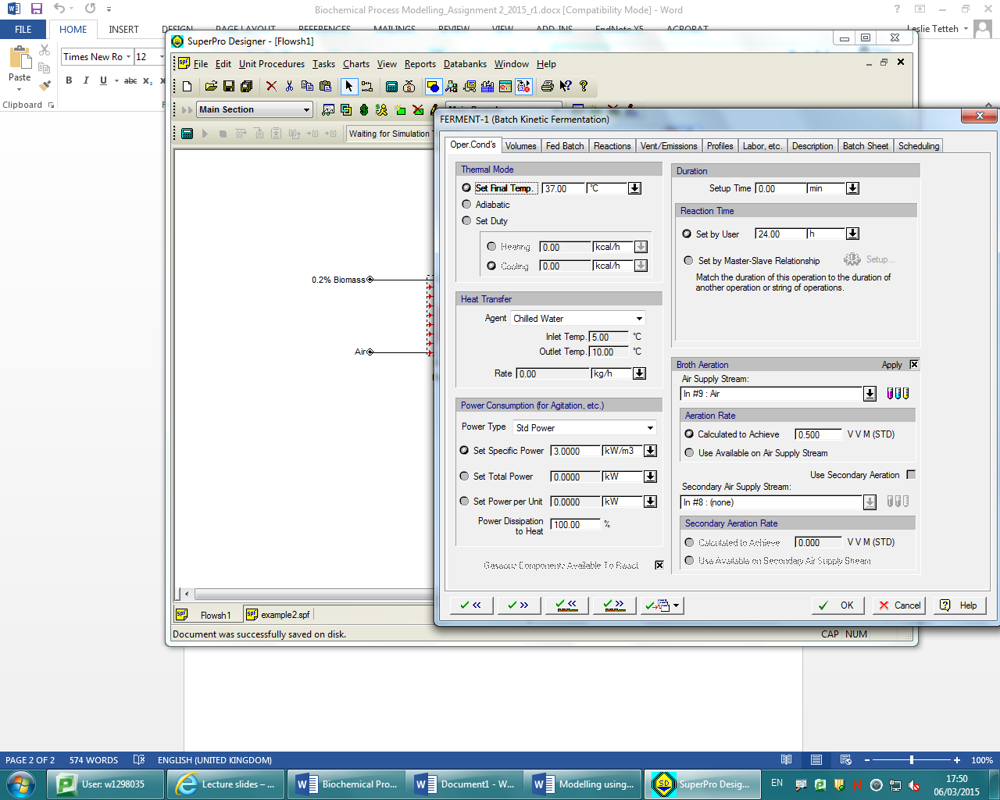 Biochemical Process Modelling_Assignment 2_2015_r1.docx [Compatibility Mode] - Word
FILE HOME INSERT DESIGN PAGE LAYOUT REFERENCES MAILINGS REVIEW VIEW ADD-INS EndNote X5 ACROBAT Leslie Tetteh
Times New Ro 12
Paste
B I U abc x2 x
Clipboard
SuperPro Designer - [Flowsh1]
File Edit Unit Procedures Tasks Charts View Reports Databanks Window Help
Main Section
Waiting for Simulation
0.2% Biomass
Air
Flowsh1 example2.spf
Document was successfully saved on disk.
CAP NUM
FERMENT-1 (Batch Kinetic Fermentation)
Oper.Cond's Volumes Fed Batch Reactions Vent/Emissions Profiles Labor, etc. Description Batch Sheet Scheduling
Thermal Mode
Set Final Temp. 37.00 °C
Adiabatic
Set Duty
Heating 0.00 kcal/h
Cooling 0.00 kcal/h
Heat Transfer
Agent Chilled Water
Inlet Temp. 5.00 °C
Outlet Temp. 10.00 °C
Rate 0.00 kg/h
Power Consumption (for Agitation, etc.)
Power Type Std Power
Set Specific Power 3.0000 kW/m3
Set Total Power 0.0000 kW
Set Power per Unit 0.0000 kW
Power Dissipation
to Heat 100.00 %
Gaseous Components Available To React
Duration
Setup Time 0.00 min
Reaction Time
Set by User 24.00 h
Set by Master-Slave Relationship Setup...
Match the duration of this operation to the duration of
another operation or string of operations.
Broth Aeration Apply
Air Supply Stream:
In #9 : Air
Aeration Rate
Calculated to Achieve 0.500 V V M (STD)
Use Available on Air Supply Stream
Use Secondary Aeration
Secondary Air Supply Stream:
In #8 : (none)
Secondary Aeration Rate
Calculated to Achieve 0.000 V V M (STD)
Use Available on Secondary Air Supply Stream
OK Cancel Help
PAGE 2 OF 2 574 WORDS ENGLISH (UNITED KINGDOM) 100%
User: w1298035 Lecture slides – ... Biochemical Pro... Document1 - W... Modelling using... SuperPro Desig... EN
17:50
06/03/2015